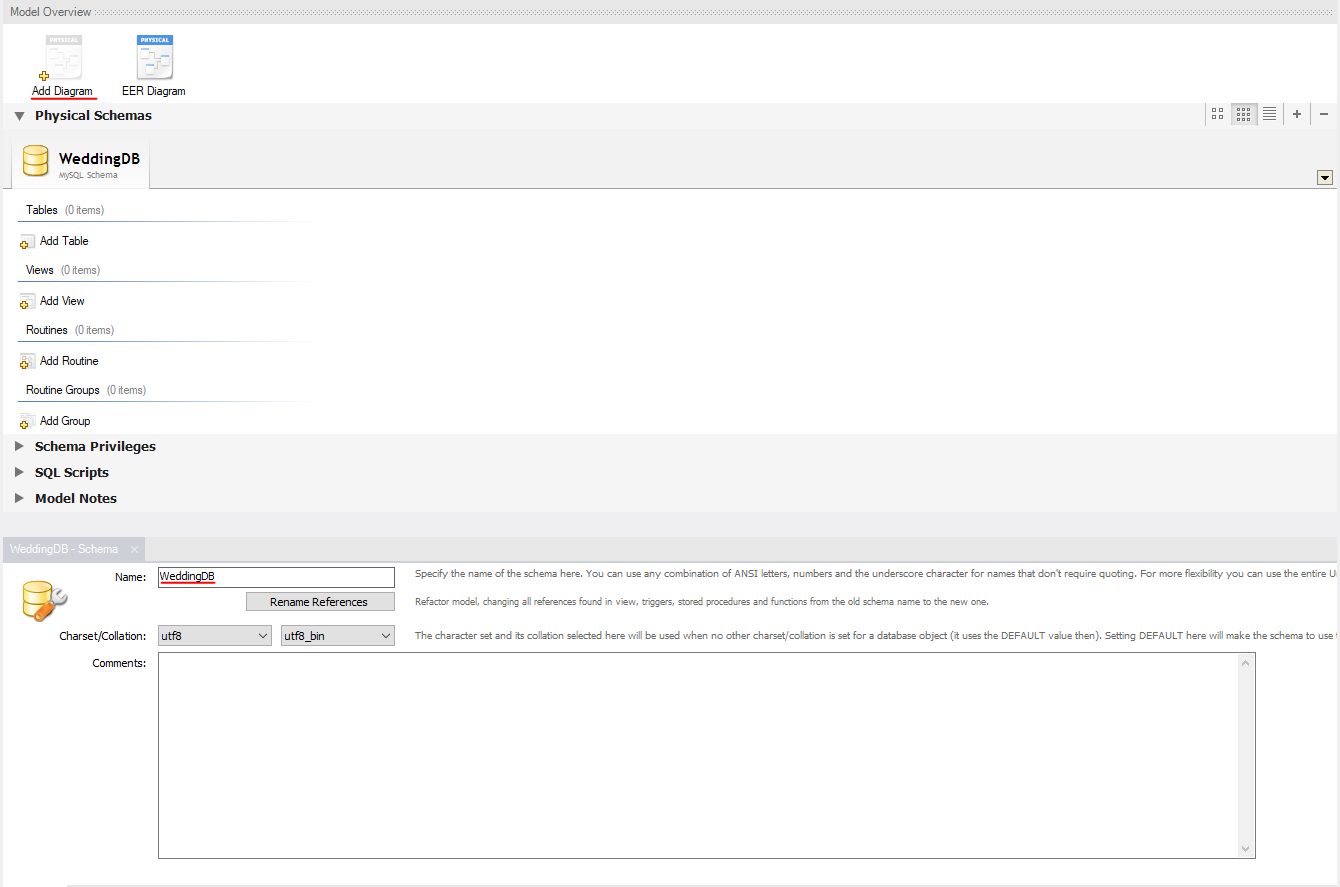 Model Overview
PHYSICAL
PHYSICAL
Add Diagram
EER Diagram
Physical Schemas
WeddingDB
MySQL Schema
Tables (0 items)
Add Table
Views (0 items)
Add View
Routines (0 items)
Add Routine
Routine Groups (0 items)
Add Group
Schema Privileges
SQL Scripts
Model Notes
WeddingDB - Schema
Name: WeddingDB Specify the name of the schema here. You can use any combination of ANSI letters, numbers and the underscore character for names that don't require quoting. For more flexibility you can use the entire U
Rename References Refactor model, changing all references found in view, triggers, stored procedures and functions from the old schema name to the new one.
Charset/Collation: utf8 utf8_bin The character set and its collation selected here will be used when no other charset/collation is set for a database object (it uses the DEFAULT value then). Setting DEFAULT here will make the schema to use
Comments: